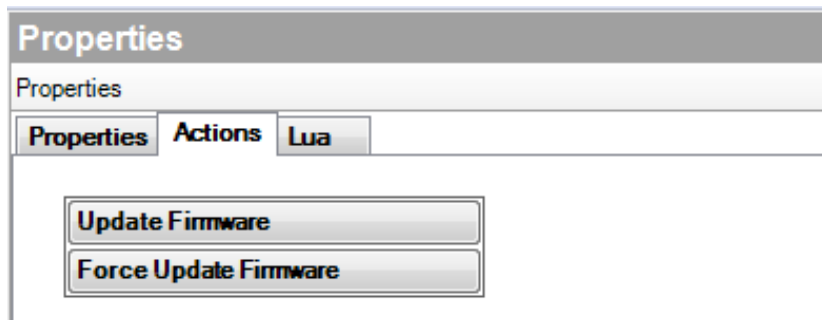 Properties
Properties
Properties Actions Lua
Update Firmware
Force Update Firmware